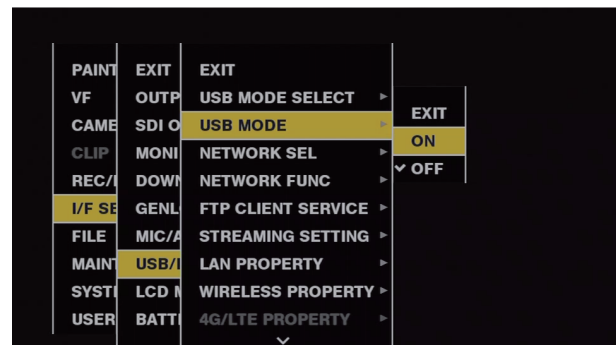 PAINT
VF
CAME
CLIP
REC/
I/F SE
FILE
MAIN
SYST
USER
EXIT
OUTP
SDI O
MONI
DOWN
GENL
MIC/A
USB/
LCD
BATT
EXIT
USB MODE SELECT
USB MODE
NETWORK SEL
NETWORK FUNC
FTP CLIENT SERVICE
STREAMING SETTING
LAN PROPERTY
WIRELESS PROPERTY
4G/LTE PROPERTY
EXIT
ON
OFF